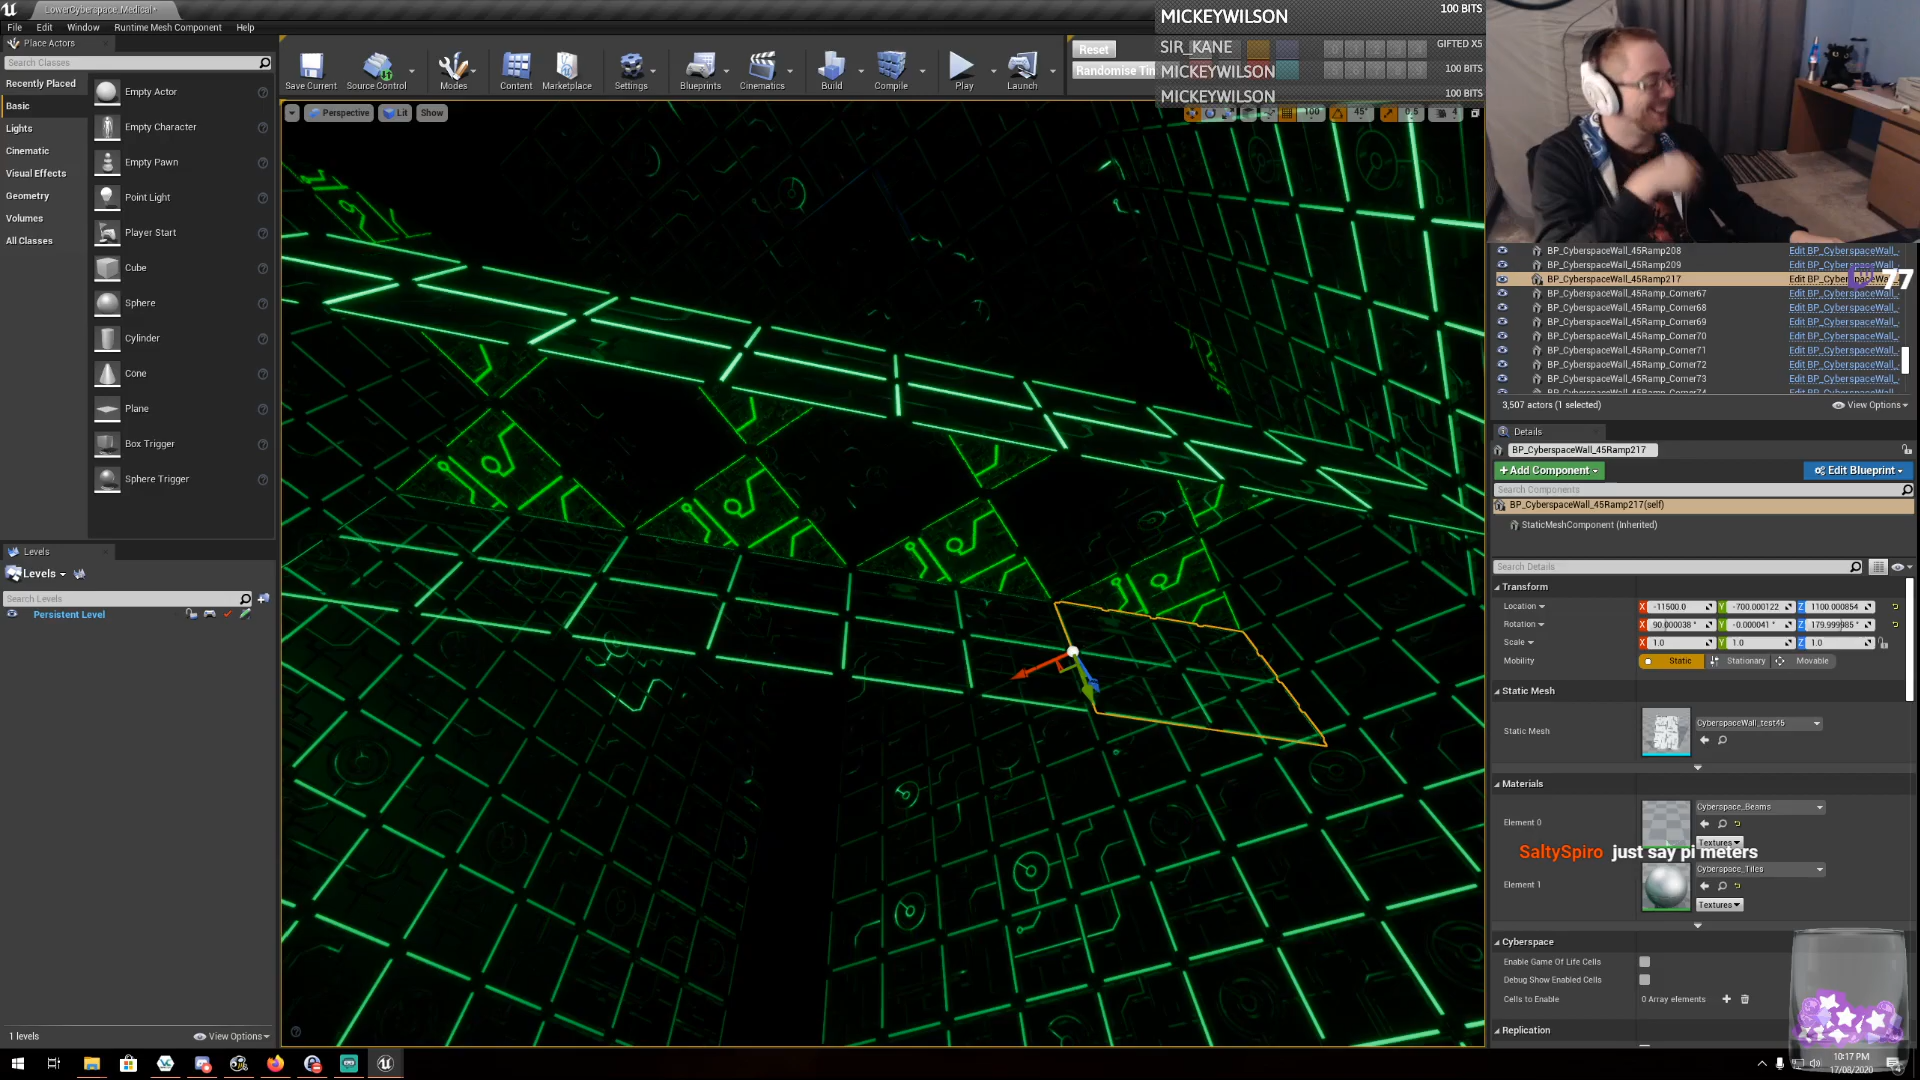 LowerCyberspace_Medical*
File Edit Window Runtime Mesh Component Help
Place Actors
Search Classes
Recently Placed
Basic
Lights
Cinematic
Visual Effects
Geometry
Volumes
All Classes
Empty Actor
Empty Character
Empty Pawn
Point Light
Player Start
Cube
Sphere
Cylinder
Cone
Plane
Box Trigger
Sphere Trigger
Save Current
Source Control
Modes
Content
Marketplace
Settings
Blueprints
Cinematics
Build
Compile
Play
Launch
Reset
Randomise Tin
MICKEYWILSON 100 BITS
SIR_KANE GIFTED X5
MICKEYWILSON 100 BITS
MICKEYWILSON 100 BITS
Perspective Lit Show
100 45° 0.5 4
Levels
Levels
Search Levels
Persistent Level
1 levels
View Options
BP_CyberspaceWall_45Ramp208 Edit BP_CyberspaceWall_
BP_CyberspaceWall_45Ramp209 Edit BP_CyberspaceWall_
BP_CyberspaceWall_45Ramp217
77
BP_CyberspaceWall_45Ramp_Corner67 Edit BP_CyberspaceWall_
BP_CyberspaceWall_45Ramp_Corner68 Edit BP_CyberspaceWall_
BP_CyberspaceWall_45Ramp_Corner69 Edit BP_CyberspaceWall_
BP_CyberspaceWall_45Ramp_Corner70 Edit BP_CyberspaceWall_
BP_CyberspaceWall_45Ramp_Corner71 Edit BP_CyberspaceWall_
BP_CyberspaceWall_45Ramp_Corner72 Edit BP_CyberspaceWall_
BP_CyberspaceWall_45Ramp_Corner73 Edit BP_CyberspaceWall_
3,507 actors (1 selected)
View Options
Details
BP_CyberspaceWall_45Ramp217
+Add Component
Edit Blueprint
Search Components
BP_CyberspaceWall_45Ramp217(self)
StaticMeshComponent (Inherited)
Search Details
Transform
Location X -11500.0 Y -700.000122 Z 1100.000854
Rotation X 90.000038 ° Y -0.000041 ° Z 179.999985 °
Scale X 1.0 Y 1.0 Z 1.0
Mobility Static Stationary Movable
Static Mesh
Static Mesh
CyberspaceWall_test45
Materials
Element 0
Cyberspace_Beams
Textures
SaltySpiro just say pi meters
Element 1
Cyberspace_Tiles
Textures
Cyberspace
Enable Game Of Life Cells
Debug Show Enabled Cells
Cells to Enable 0 Array elements
Replication
10:17 PM
17/08/2020